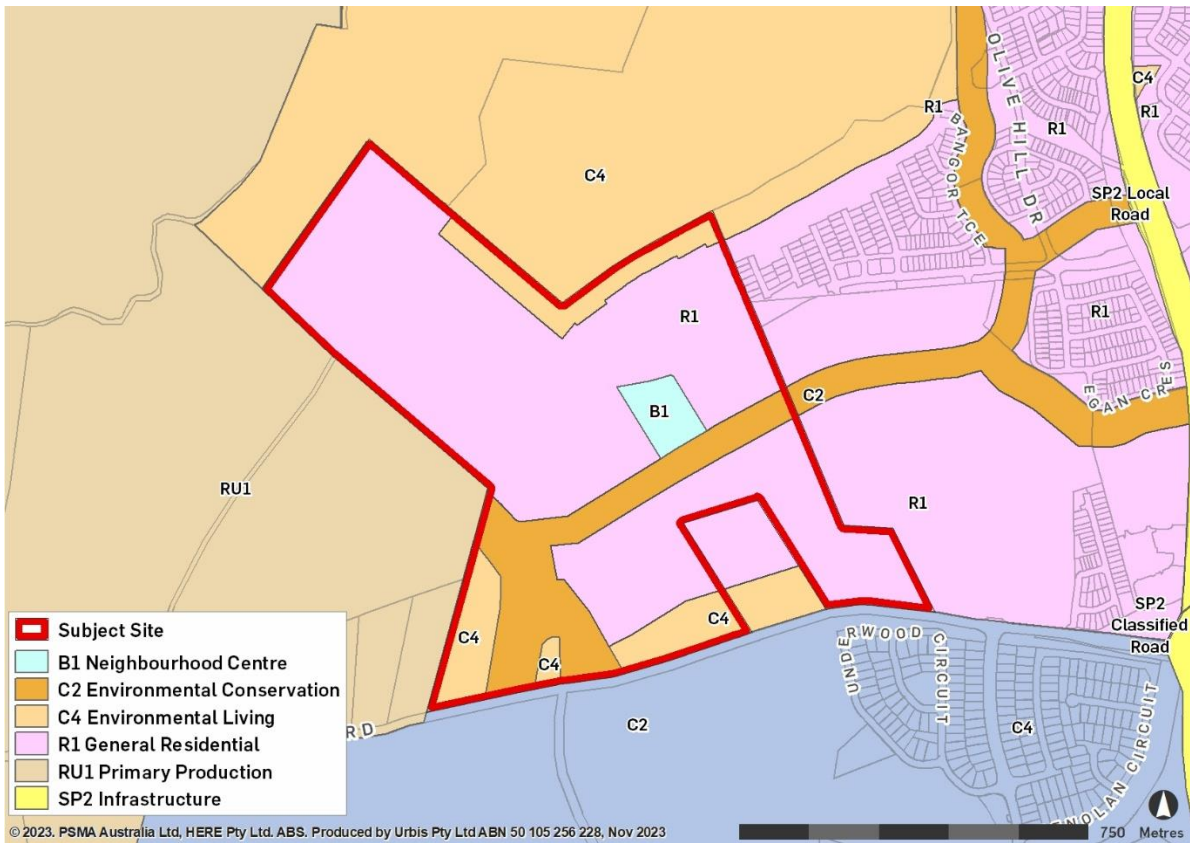 OLIVE HILL DR
C4
R1
R1
R1
BANGOR TCE
C4
SP2 Local
Road
R1
R1
B1
C2
EGAN CRES
RU1
R1
C4
C4
C4
SP2
Classified
Road
UNDERWOOD CIRCUIT
C2
C4
ENOLAN CIRCUIT
RD
Subject Site
B1 Neighbourhood Centre
C2 Environmental Conservation
C4 Environmental Living
R1 General Residential
RU1 Primary Production
SP2 Infrastructure
© 2023. PSMA Australia Ltd, HERE Pty Ltd. ABS. Produced by Urbis Pty Ltd ABN 50 105 256 228, Nov 2023
750 Metres